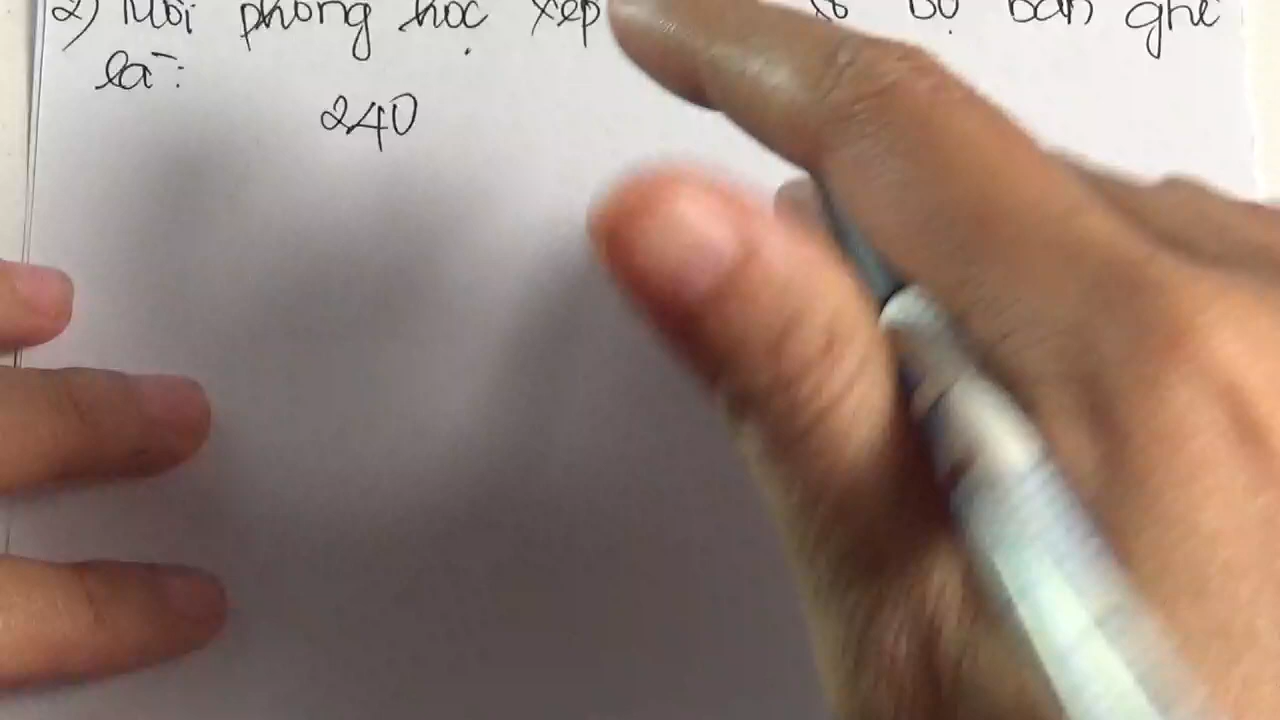 2) Mỗi phòng học xếp số bộ bàn ghế
là:
240